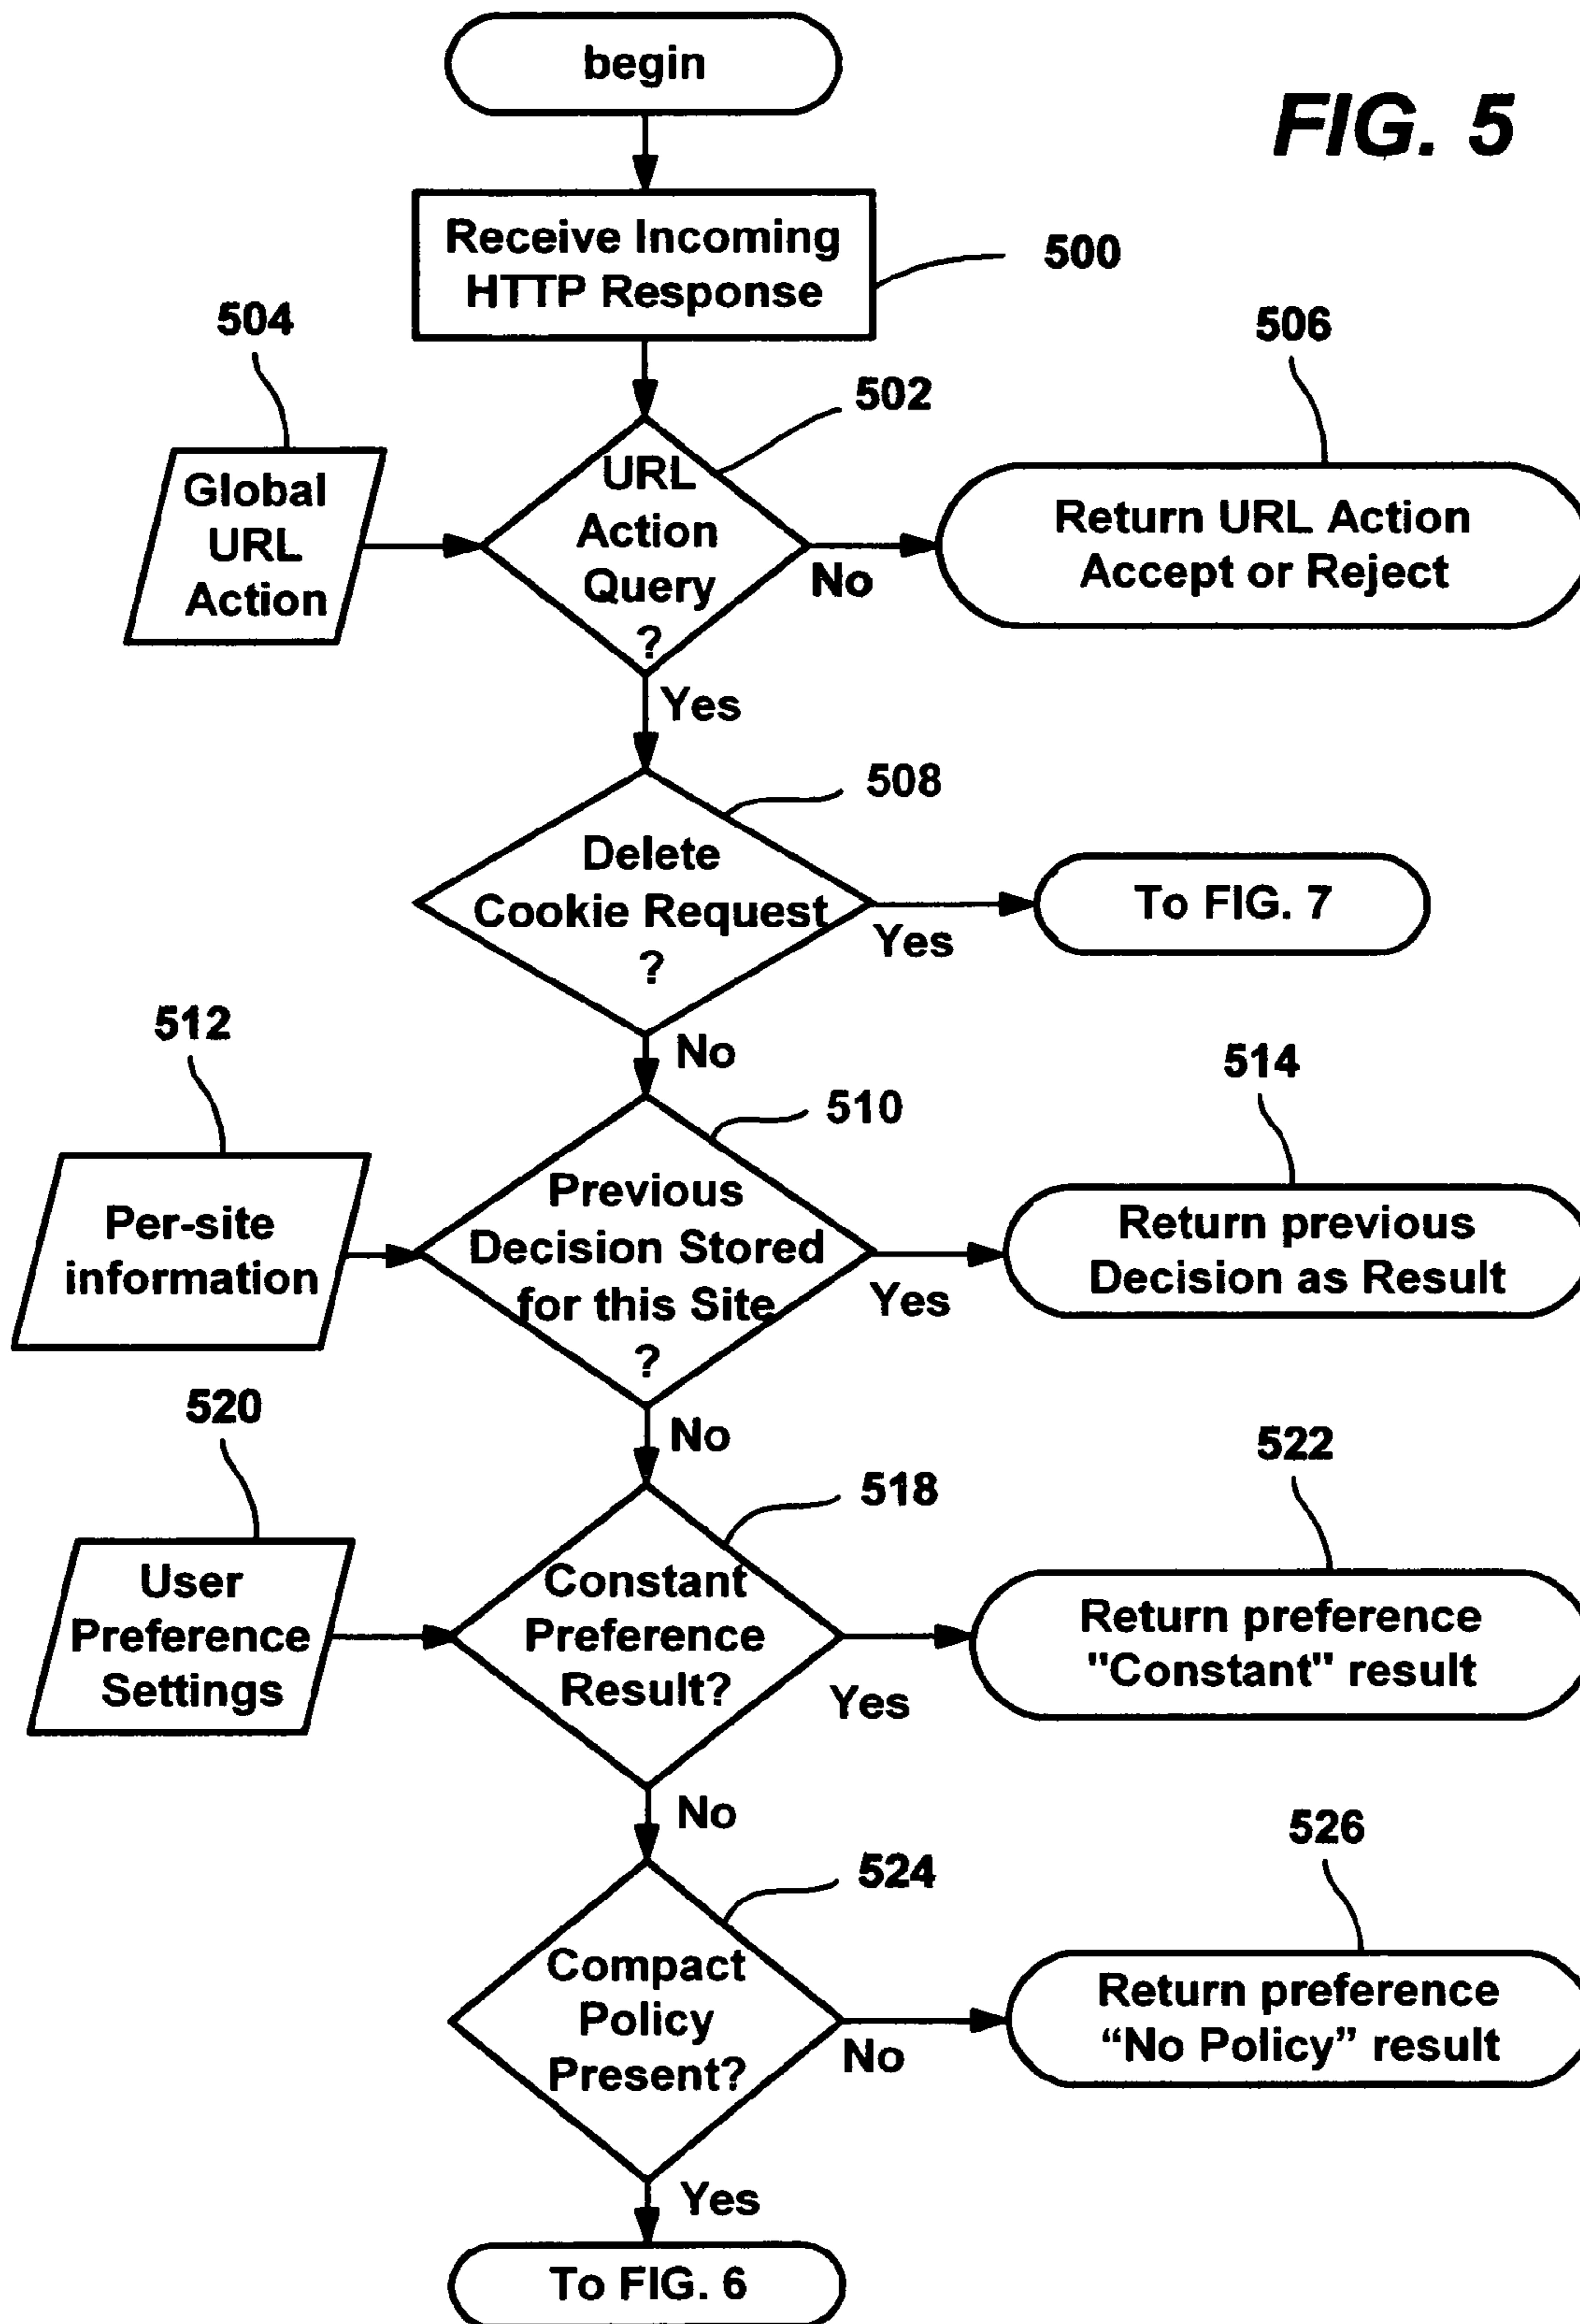 begin
FIG. 5
Receive Incoming
HTTP Response
500
504
506
502
Global
URL
Action
URL
Action
Query
?
No
Return URL Action
Accept or Reject
Yes
508
Delete
Cookie Request
?
Yes
To FIG. 7
512
No
514
510
Per-site
information
Previous
Decision Stored
for this Site
?
Yes
Return previous
Decision as Result
520
No
522
518
User
Preference
Settings
Constant
Preference
Result?
Yes
Return preference
"Constant" result
No
526
524
Compact
Policy
Present?
No
Return preference
“No Policy” result
Yes
To FIG. 6